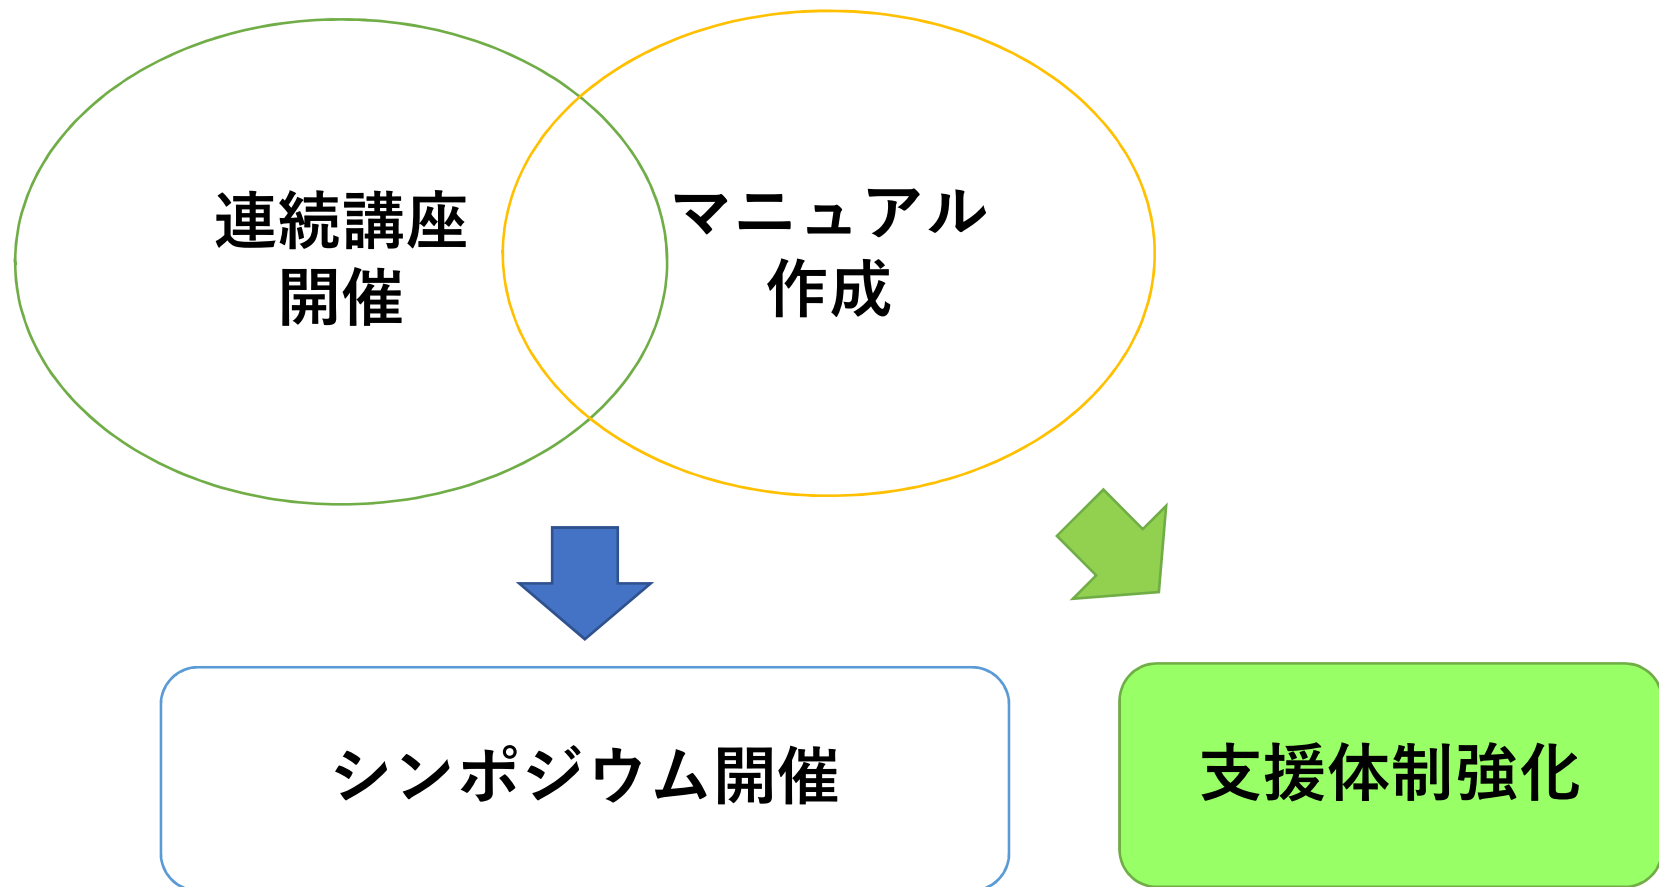 連続講座
開催
マニュアル
作成
シンポジウム開催
支援体制強化